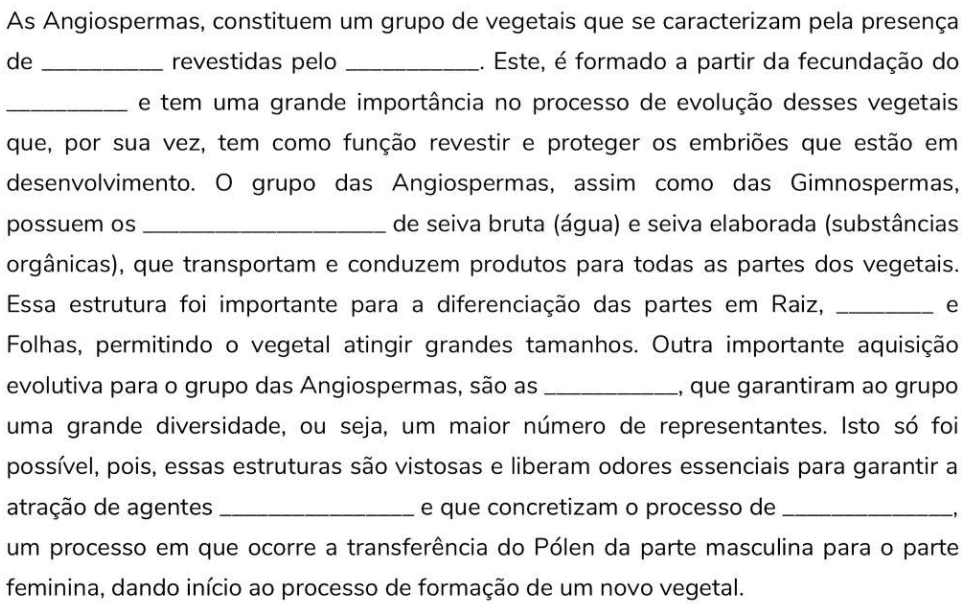 As Angiospermas, constituem um grupo de vegetais que se caracterizam pela presença
de __________ revestidas pelo ___________. Este, é formado a partir da fecundação do
__________ e tem uma grande importância no processo de evolução desses vegetais
que, por sua vez, tem como função revestir e proteger os embriões que estão em
desenvolvimento. O grupo das Angiospermas, assim como das Gimnospermas,
possuem os ____________________ de seiva bruta (água) e seiva elaborada (substâncias
orgânicas), que transportam e conduzem produtos para todas as partes dos vegetais.
Essa estrutura foi importante para a diferenciação das partes em Raiz, ________ e
Folhas, permitindo o vegetal atingir grandes tamanhos. Outra importante aquisição
evolutiva para o grupo das Angiospermas, são as ___________, que garantiram ao grupo
uma grande diversidade, ou seja, um maior número de representantes. Isto só foi
possível, pois, essas estruturas são vistosas e liberam odores essenciais para garantir a
atração de agentes ________________ e que concretizam o processo de ______________,
um processo em que ocorre a transferência do Pólen da parte masculina para o parte
feminina, dando início ao processo de formação de um novo vegetal.